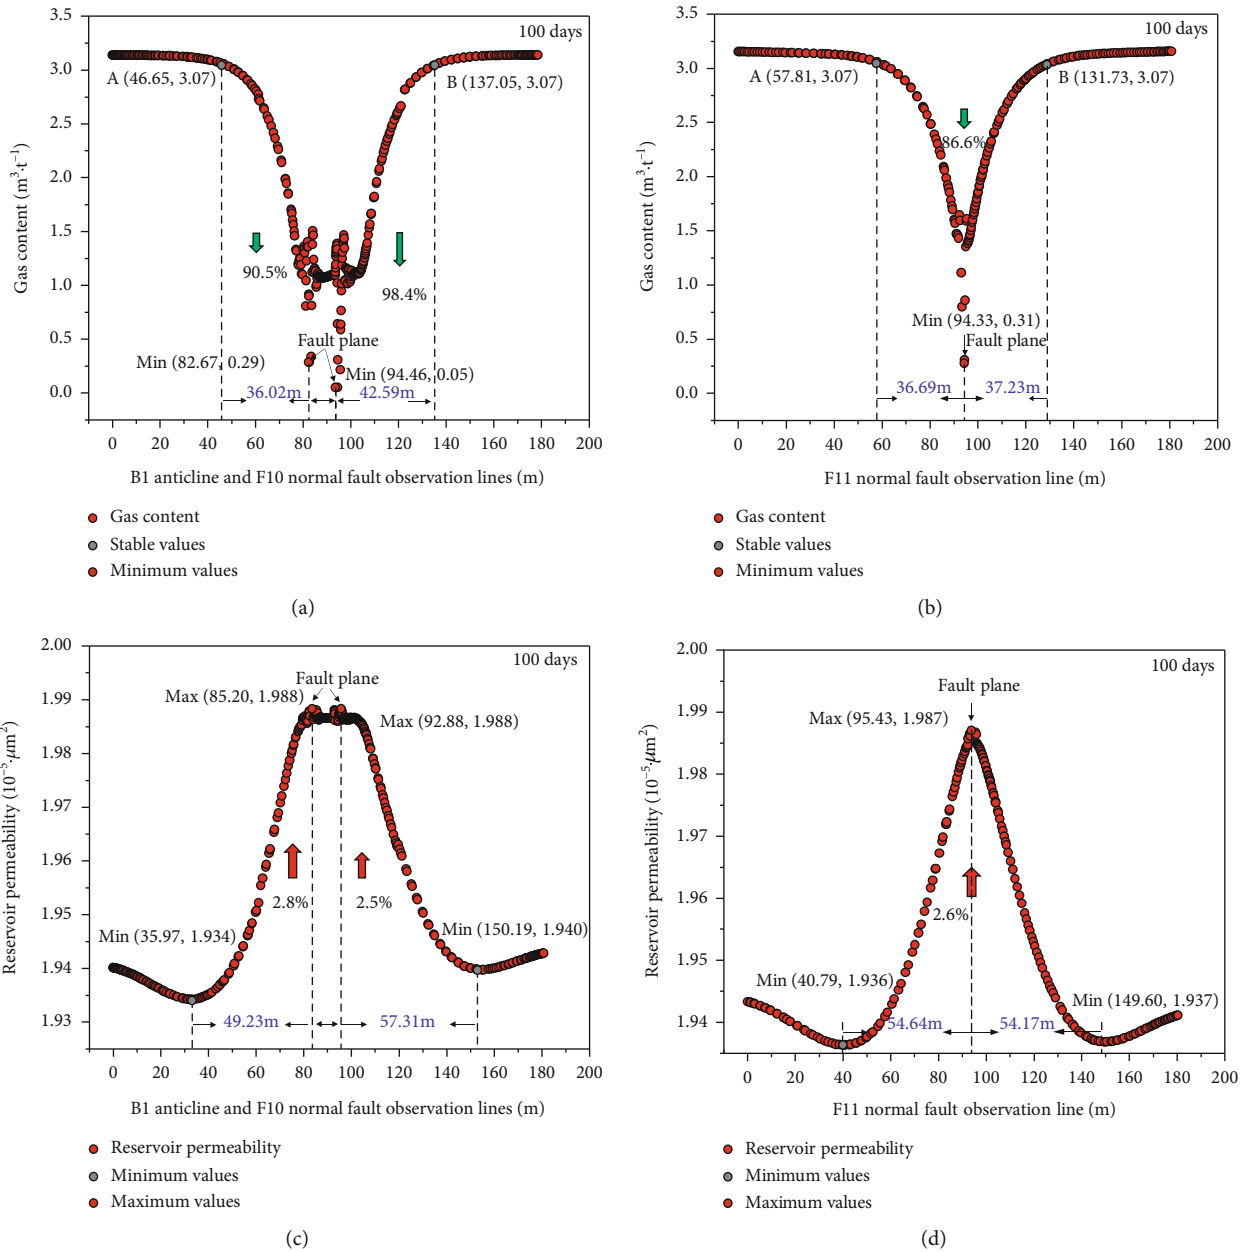 100 days
3.5
3.0
2.5
2.0
1.5
1.0
0.5
0.0
Gas content (m³·t⁻¹)
A (46.65, 3.07)
B (137.05, 3.07)
90.5%
98.4%
Fault plane
Min (82.67, 0.29)
Min (94.46, 0.05)
36.02m
42.59m
0 20 40 60 80 100 120 140 160 180 200
B1 anticline and F10 normal fault observation lines (m)
Gas content
Stable values
Minimum values
(a)
100 days
3.5
3.0
2.5
2.0
1.5
1.0
0.5
0.0
Gas content (m³·t⁻¹)
A (57.81, 3.07)
B (131.73, 3.07)
86.6%
Min (94.33, 0.31)
Fault plane
36.69m
37.23m
0 20 40 60 80 100 120 140 160 180 200
F11 normal fault observation line (m)
Gas content
Stable values
Minimum values
(b)
100 days
2.00
1.99
1.98
1.97
1.96
1.95
1.94
1.93
Reservoir permeability (10⁻⁵·μm²)
Fault plane
Max (85.20, 1.988)
Max (92.88, 1.988)
2.8%
2.5%
Min (35.97, 1.934)
Min (150.19, 1.940)
49.23m
57.31m
0 20 40 60 80 100 120 140 160 180 200
B1 anticline and F10 normal fault observation lines (m)
Reservoir permeability
Minimum values
Maximum values
(c)
100 days
2.00
1.99
1.98
1.97
1.96
1.95
1.94
Reservoir permeability (10⁻⁵·μm²)
Fault plane
Max (95.43, 1.987)
2.6%
Min (40.79, 1.936)
Min (149.60, 1.937)
54.64m
54.17m
0 20 40 60 80 100 120 140 160 180 200
F11 normal fault observation line (m)
Reservoir permeability
Minimum values
Maximum values
(d)